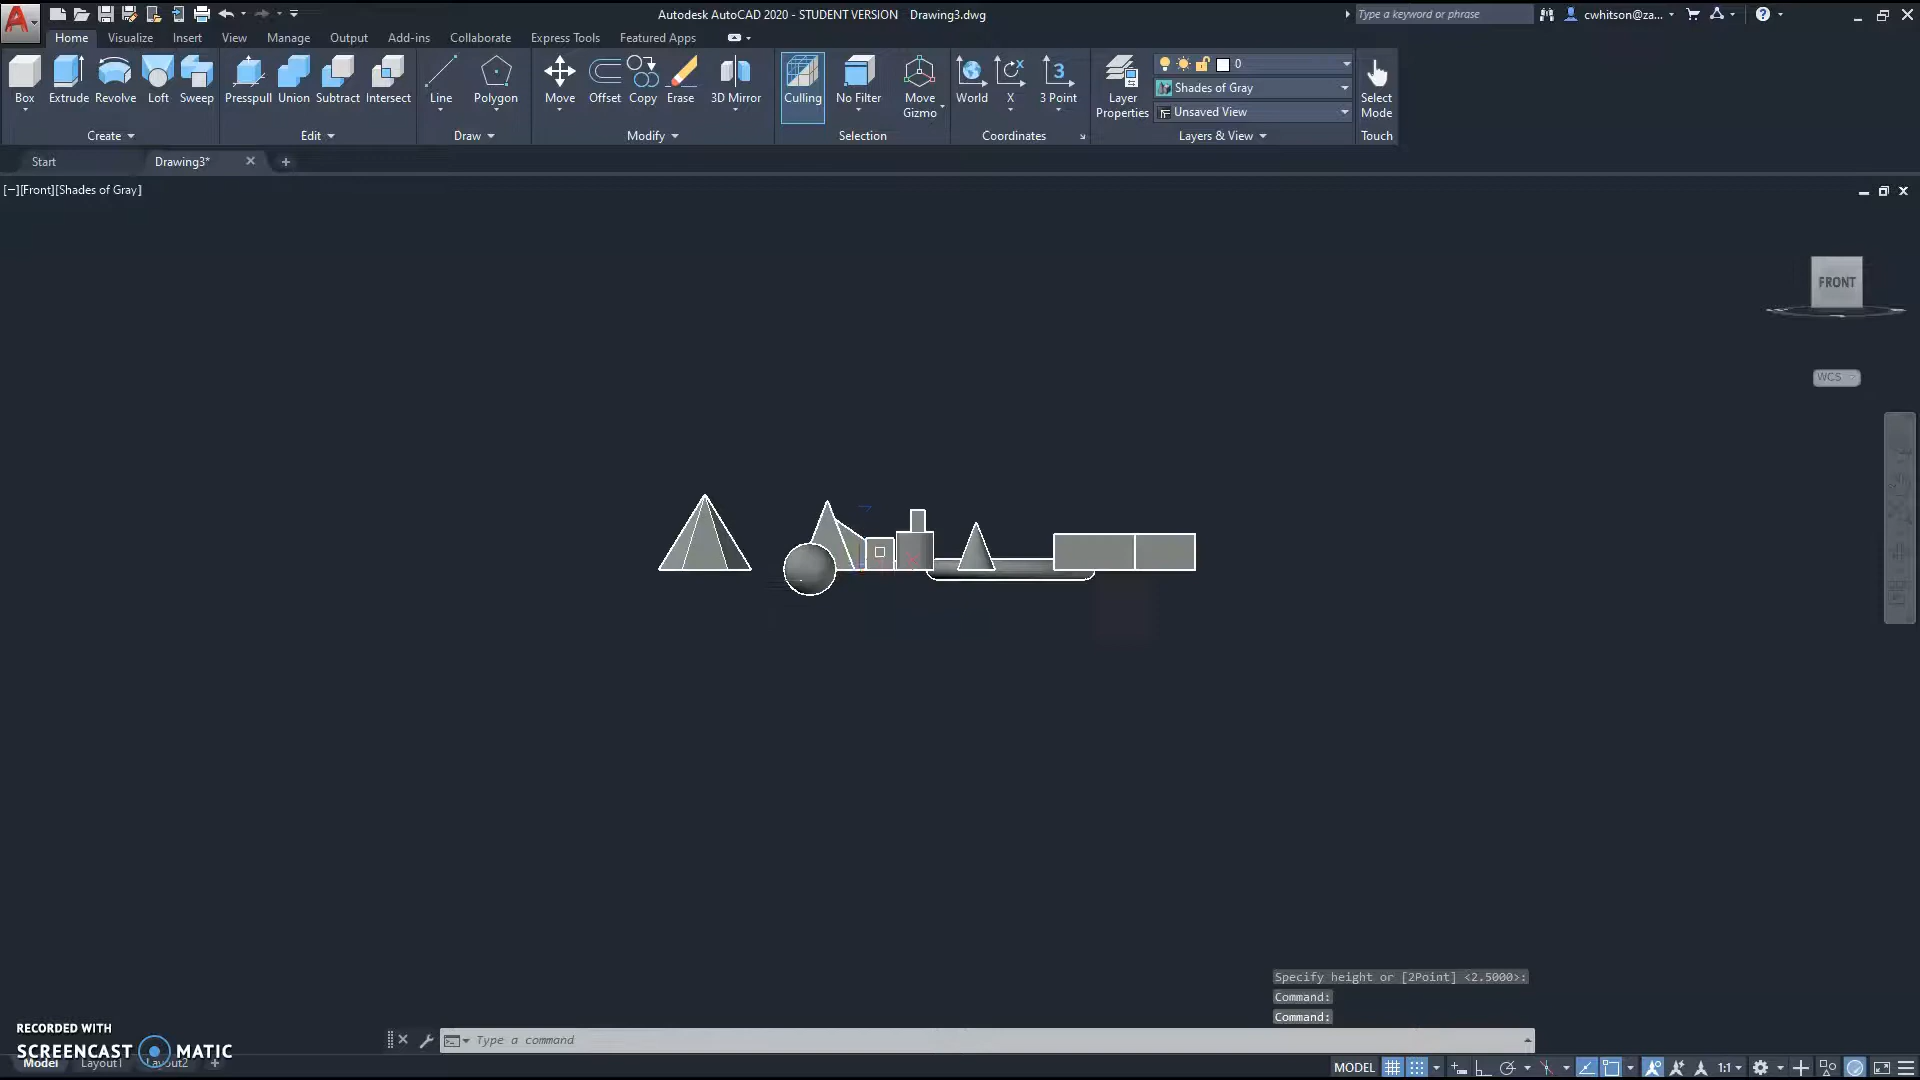 Autodesk AutoCAD 2020 - STUDENT VERSION Drawing3.dwg
Type a keyword or phrase
cwhitson@za...
Home Visualize Insert View Manage Output Add-ins Collaborate Express Tools Featured Apps
Box Extrude Revolve Loft Sweep Presspull Union Subtract Intersect Line Polygon Move Offset Copy Erase 3D Mirror Culling No Filter Move Gizmo World X 3 Point Layer Properties Select Mode
3
0
Shades of Gray
Unsaved View
Create Edit Draw Modify Selection Coordinates Layers & View Touch
Start Drawing3* +
[−][Front][Shades of Gray]
FRONT
WCS
Specify height or [2Point] <2.5000>:
Command:
Command:
Type a command
RECORDED WITH
SCREENCAST MATIC
Model Layout1 Layout2 +
MODEL 1:1